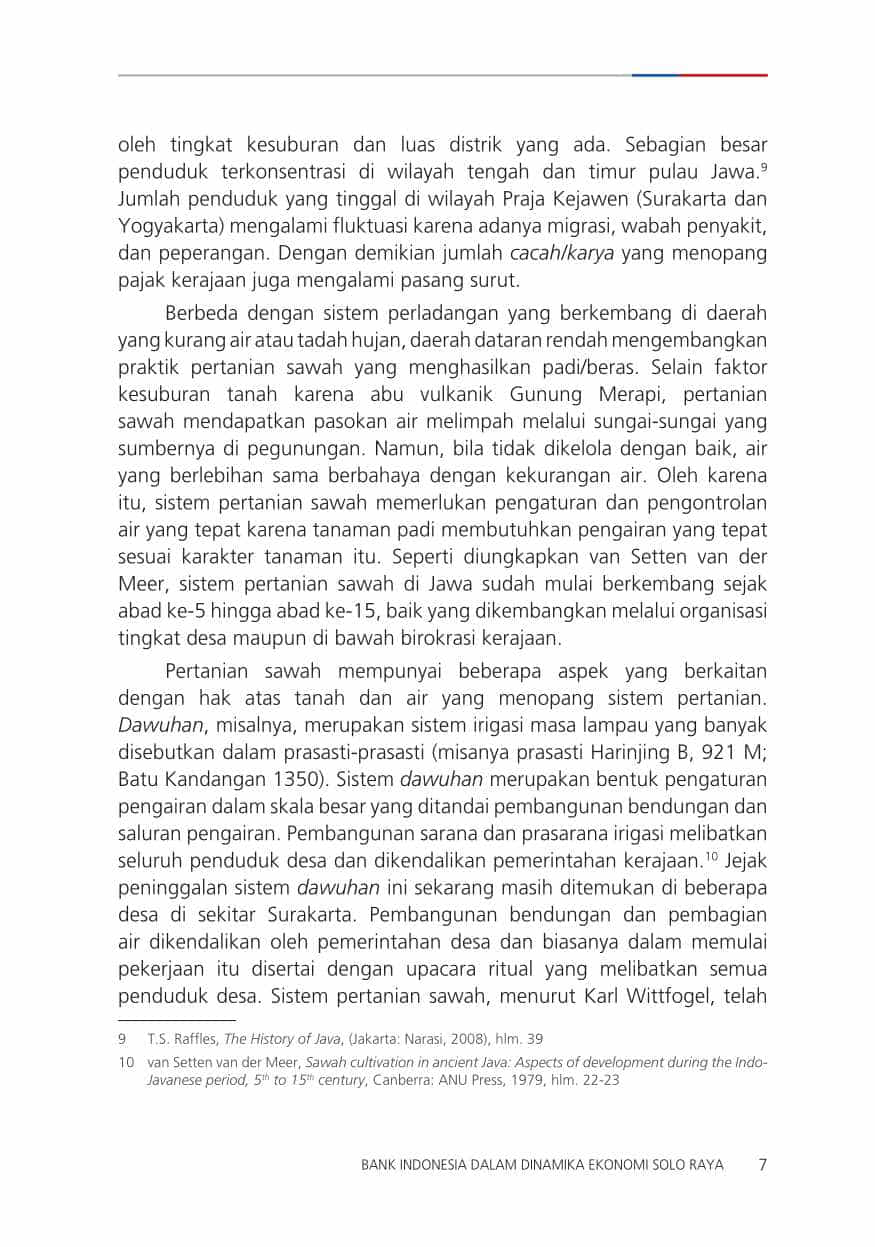 oleh tingkat kesuburan dan luas distrik yang ada. Sebagian besar
penduduk terkonsentrasi di wilayah tengah dan timur pulau Jawa.⁹
Jumlah penduduk yang tinggal di wilayah Praja Kejawen (Surakarta dan
Yogyakarta) mengalami fluktuasi karena adanya migrasi, wabah penyakit,
dan peperangan. Dengan demikian jumlah cacah/karya yang menopang
pajak kerajaan juga mengalami pasang surut.
Berbeda dengan sistem perladangan yang berkembang di daerah
yang kurang air atau tadah hujan, daerah dataran rendah mengembangkan
praktik pertanian sawah yang menghasilkan padi/beras. Selain faktor
kesuburan tanah karena abu vulkanik Gunung Merapi, pertanian
sawah mendapatkan pasokan air melimpah melalui sungai-sungai yang
sumbernya di pegunungan. Namun, bila tidak dikelola dengan baik, air
yang berlebihan sama berbahaya dengan kekurangan air. Oleh karena
itu, sistem pertanian sawah memerlukan pengaturan dan pengontrolan
air yang tepat karena tanaman padi membutuhkan pengairan yang tepat
sesuai karakter tanaman itu. Seperti diungkapkan van Setten van der
Meer, sistem pertanian sawah di Jawa sudah mulai berkembang sejak
abad ke-5 hingga abad ke-15, baik yang dikembangkan melalui organisasi
tingkat desa maupun di bawah birokrasi kerajaan.
Pertanian sawah mempunyai beberapa aspek yang berkaitan
dengan hak atas tanah dan air yang menopang sistem pertanian.
Dawuhan, misalnya, merupakan sistem irigasi masa lampau yang banyak
disebutkan dalam prasasti-prasasti (misanya prasasti Harinjing B, 921 M;
Batu Kandangan 1350). Sistem dawuhan merupakan bentuk pengaturan
pengairan dalam skala besar yang ditandai pembangunan bendungan dan
saluran pengairan. Pembangunan sarana dan prasarana irigasi melibatkan
seluruh penduduk desa dan dikendalikan pemerintahan kerajaan.¹⁰ Jejak
peninggalan sistem dawuhan ini sekarang masih ditemukan di beberapa
desa di sekitar Surakarta. Pembangunan bendungan dan pembagian
air dikendalikan oleh pemerintahan desa dan biasanya dalam memulai
pekerjaan itu disertai dengan upacara ritual yang melibatkan semua
penduduk desa. Sistem pertanian sawah, menurut Karl Wittfogel, telah
9 T.S. Raffles, The History of Java, (Jakarta: Narasi, 2008), hlm. 39
10 van Setten van der Meer, Sawah cultivation in ancient Java: Aspects of development during the Indo-
Javanese period, 5th to 15th century, Canberra: ANU Press, 1979, hlm. 22-23
BANK INDONESIA DALAM DINAMIKA EKONOMI SOLO RAYA 7